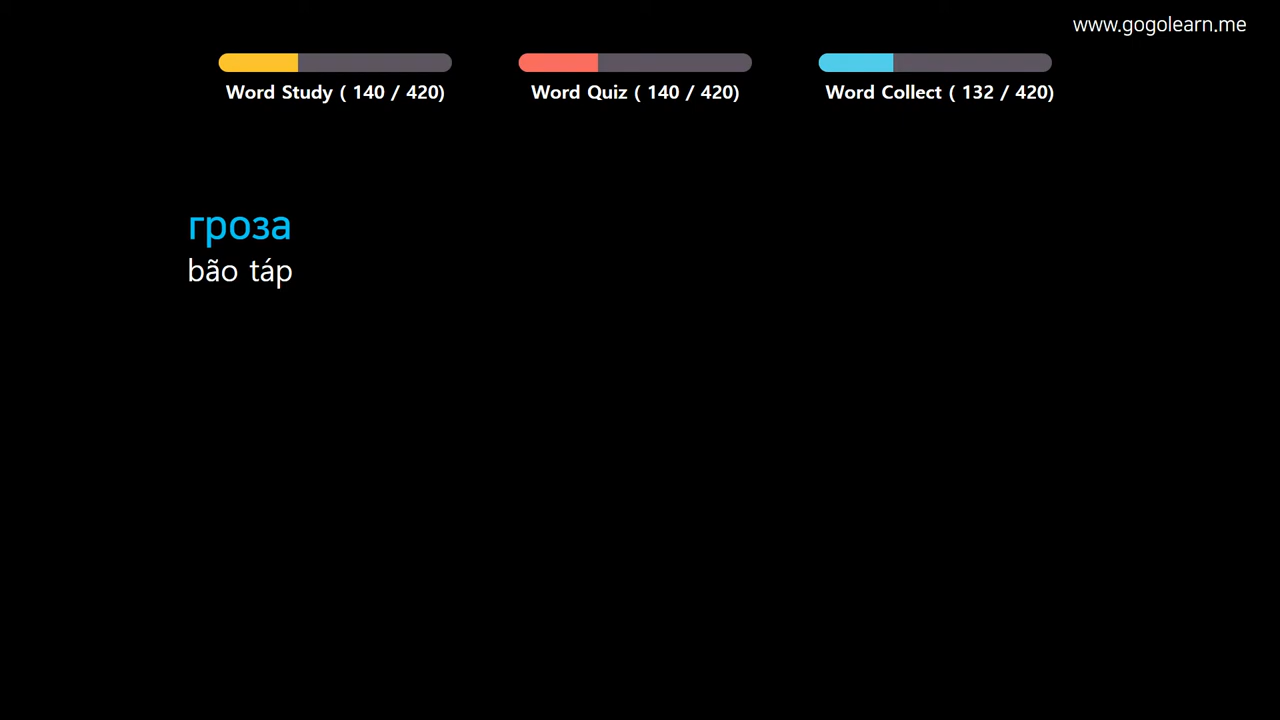 www.gogolearn.me
Word Study ( 140 / 420)
Word Quiz ( 140 / 420)
Word Collect ( 132 / 420)
гроза
bão táp